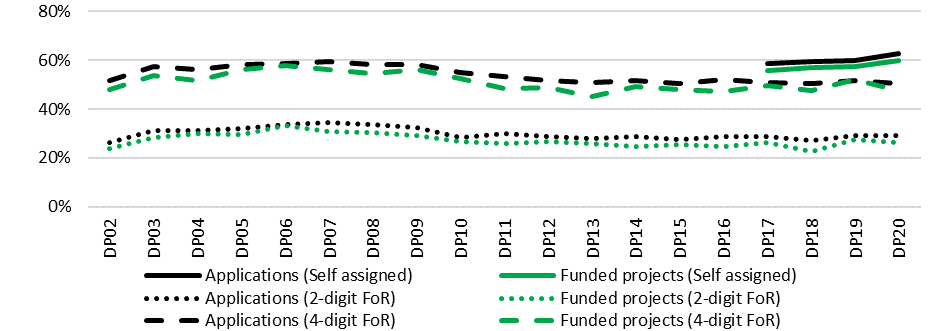 80%
60%
40%
20%
0%
DP02 DP03 DP04 DP05 DP06 DP07 DP08 DP09 DP10 DP11 DP12 DP13 DP14 DP15 DP16 DP17 DP18 DP19 DP20
Applications (Self assigned) Funded projects (Self assigned)
Applications (2-digit FoR) Funded projects (2-digit FoR)
Applications (4-digit FoR) Funded projects (4-digit FoR)